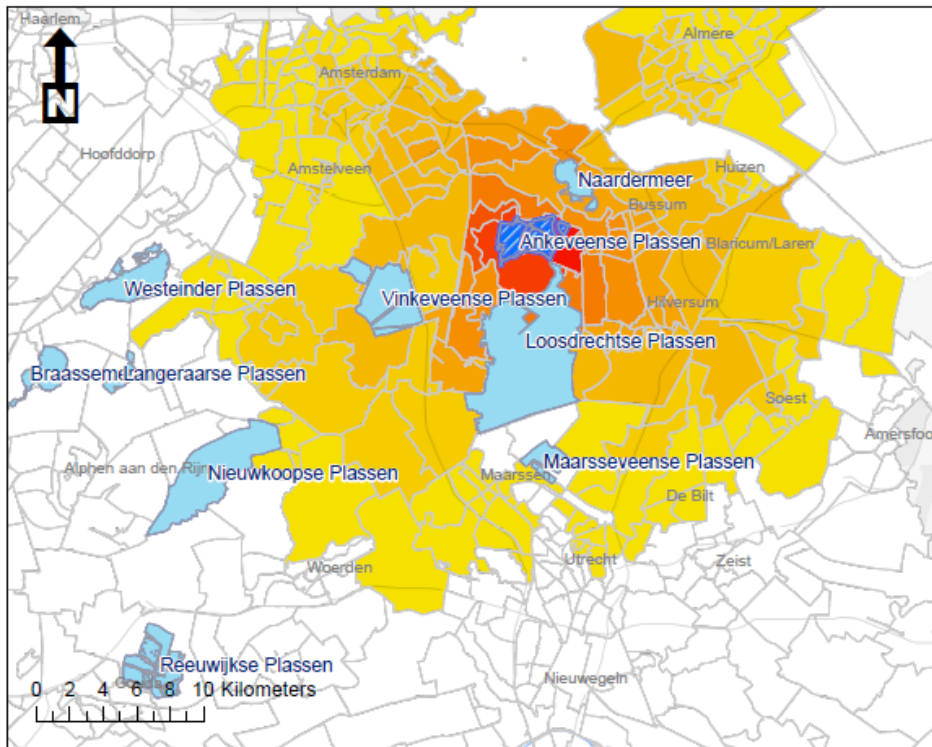 Haarlem
N
Almere
Amsterdam
Hoofddorp
Amstelveen
Huizen
Naardermeer
Bussum
Ankeveense Plassen
Blaricum/Laren
Westeinder Plassen
Vinkeveense Plassen
Hilversum
Loosdrechtse Plassen
Langeraarse Plassen
Soest
Amersfoo
Alphen aan den Rijn
Nieuwkoopse Plassen
Maarssen
Maarsseveense Plassen
De Bilt
Woerden
Utrecht
Zeist
Reeuwijkse Plassen
Nieuwegein
0 2 4 6 8 10 Kilometers